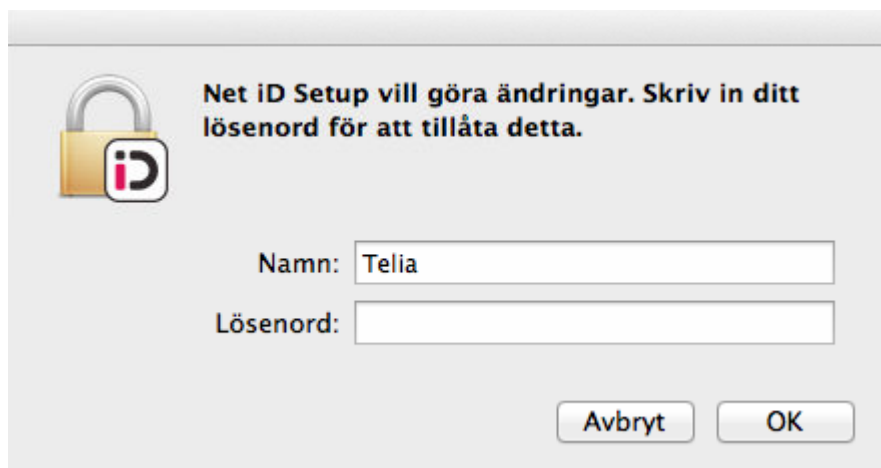 Net iD Setup vill göra ändringar. Skriv in ditt
lösenord för att tillåta detta.
iD
Namn: Telia
Lösenord:
Avbryt OK